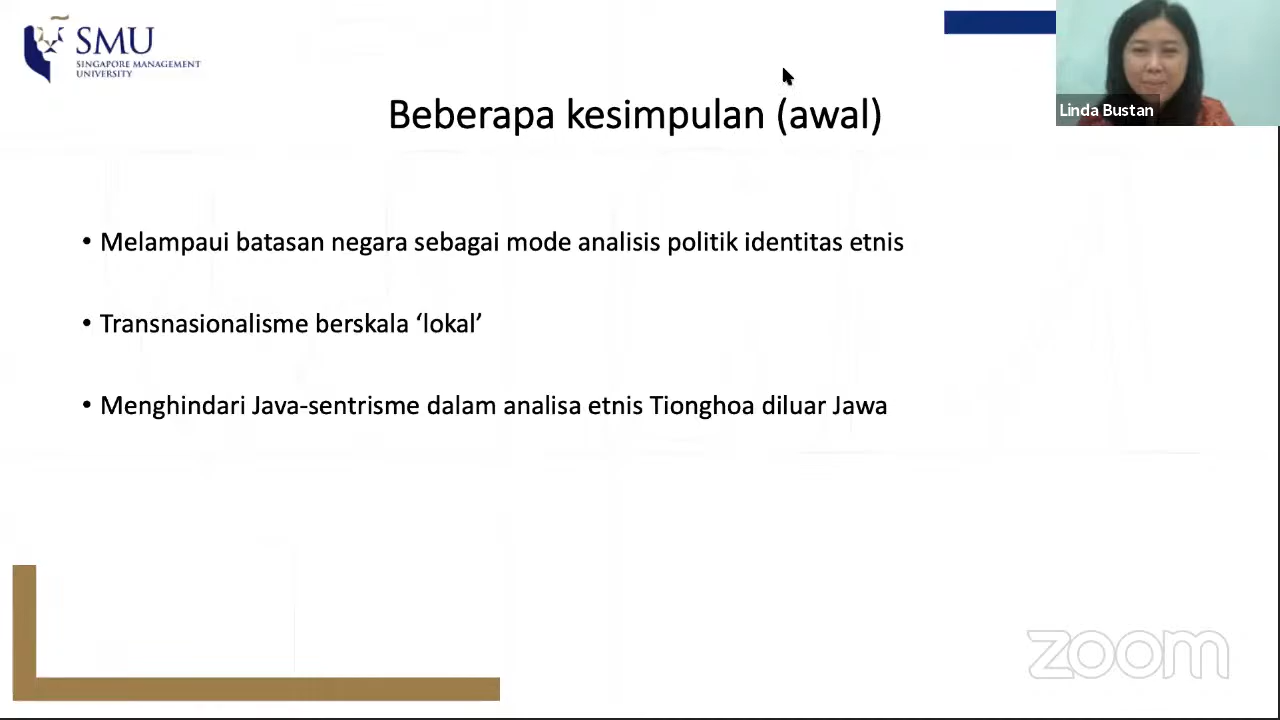 SMU
SINGAPORE MANAGEMENT
UNIVERSITY
Beberapa kesimpulan (awal)
Linda Bustan
• Melampaui batasan negara sebagai mode analisis politik identitas etnis
• Transnasionalisme berskala ‘lokal’
• Menghindari Java-sentrisme dalam analisa etnis Tionghoa diluar Jawa
zoom